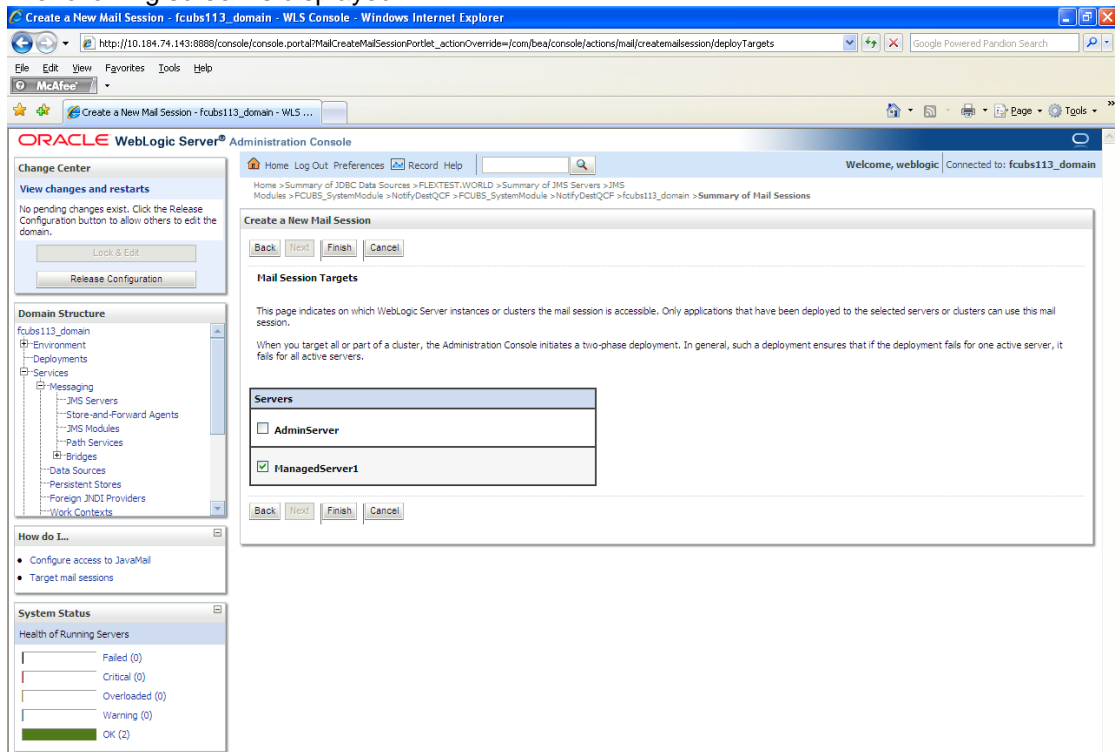 Create a New Mail Session - fcubs113_domain - WLS Console - Windows Internet Explorer
http://10.184.74.143:8888/console/console.portal?MailCreateMailSessionPortlet_actionOverride=/com/bea/console/actions/mail/createmailsession/deployTargets
Google Powered Pandion Search
File Edit View Favorites Tools Help
McAfee
Create a New Mail Session - fcubs113_domain - WLS ...
Page Tools »
ORACLE WebLogic Server® Administration Console
Change Center
View changes and restarts
No pending changes exist. Click the Release
Configuration button to allow others to edit the
domain.
Lock & Edit
Release Configuration
Domain Structure
fcubs113_domain
Environment
Deployments
Services
Messaging
JMS Servers
Store-and-Forward Agents
JMS Modules
Path Services
Bridges
Data Sources
Persistent Stores
Foreign JNDI Providers
Work Contexts
How do I...
Configure access to JavaMail
Target mail sessions
System Status
Health of Running Servers
Failed (0)
Critical (0)
Overloaded (0)
Warning (0)
OK (2)
Home Log Out Preferences Record Help
Welcome, weblogic Connected to: fcubs113_domain
Home >Summary of JDBC Data Sources >FLEXTEST.WORLD >Summary of JMS Servers >JMS
Modules >FCUBS_SystemModule >NotifyDestQCF >FCUBS_SystemModule >NotifyDestQCF >fcubs113_domain >Summary of Mail Sessions
Create a New Mail Session
Back Next Finish Cancel
Mail Session Targets
This page indicates on which WebLogic Server instances or clusters the mail session is accessible. Only applications that have been deployed to the selected servers or clusters can use this mail
session.
When you target all or part of a cluster, the Administration Console initiates a two-phase deployment. In general, such a deployment ensures that if the deployment fails for one active server, it
fails for all active servers.
Servers
AdminServer
ManagedServer1
Back Next Finish Cancel